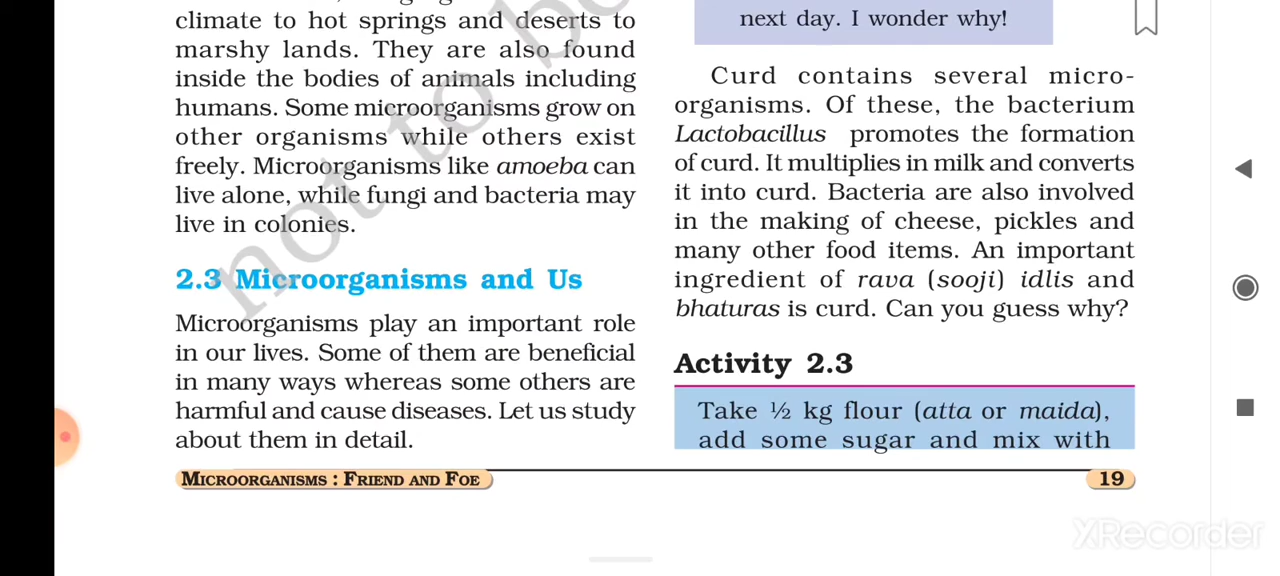 climate to hot springs and deserts to
marshy lands. They are also found
inside the bodies of animals including
humans. Some microorganisms grow on
other organisms while others exist
freely. Microorganisms like amoeba can
live alone, while fungi and bacteria may
live in colonies.
2.3 Microorganisms and Us
Microorganisms play an important role
in our lives. Some of them are beneficial
in many ways whereas some others are
harmful and cause diseases. Let us study
about them in detail.
next day. I wonder why!
Curd contains several micro-
organisms. Of these, the bacterium
Lactobacillus promotes the formation
of curd. It multiplies in milk and converts
it into curd. Bacteria are also involved
in the making of cheese, pickles and
many other food items. An important
ingredient of rava (sooji) idlis and
bhaturas is curd. Can you guess why?
Activity 2.3
Take ½ kg flour (atta or maida),
add some sugar and mix with
MICROORGANISMS : FRIEND AND FOE
19
not to b
XRecorder